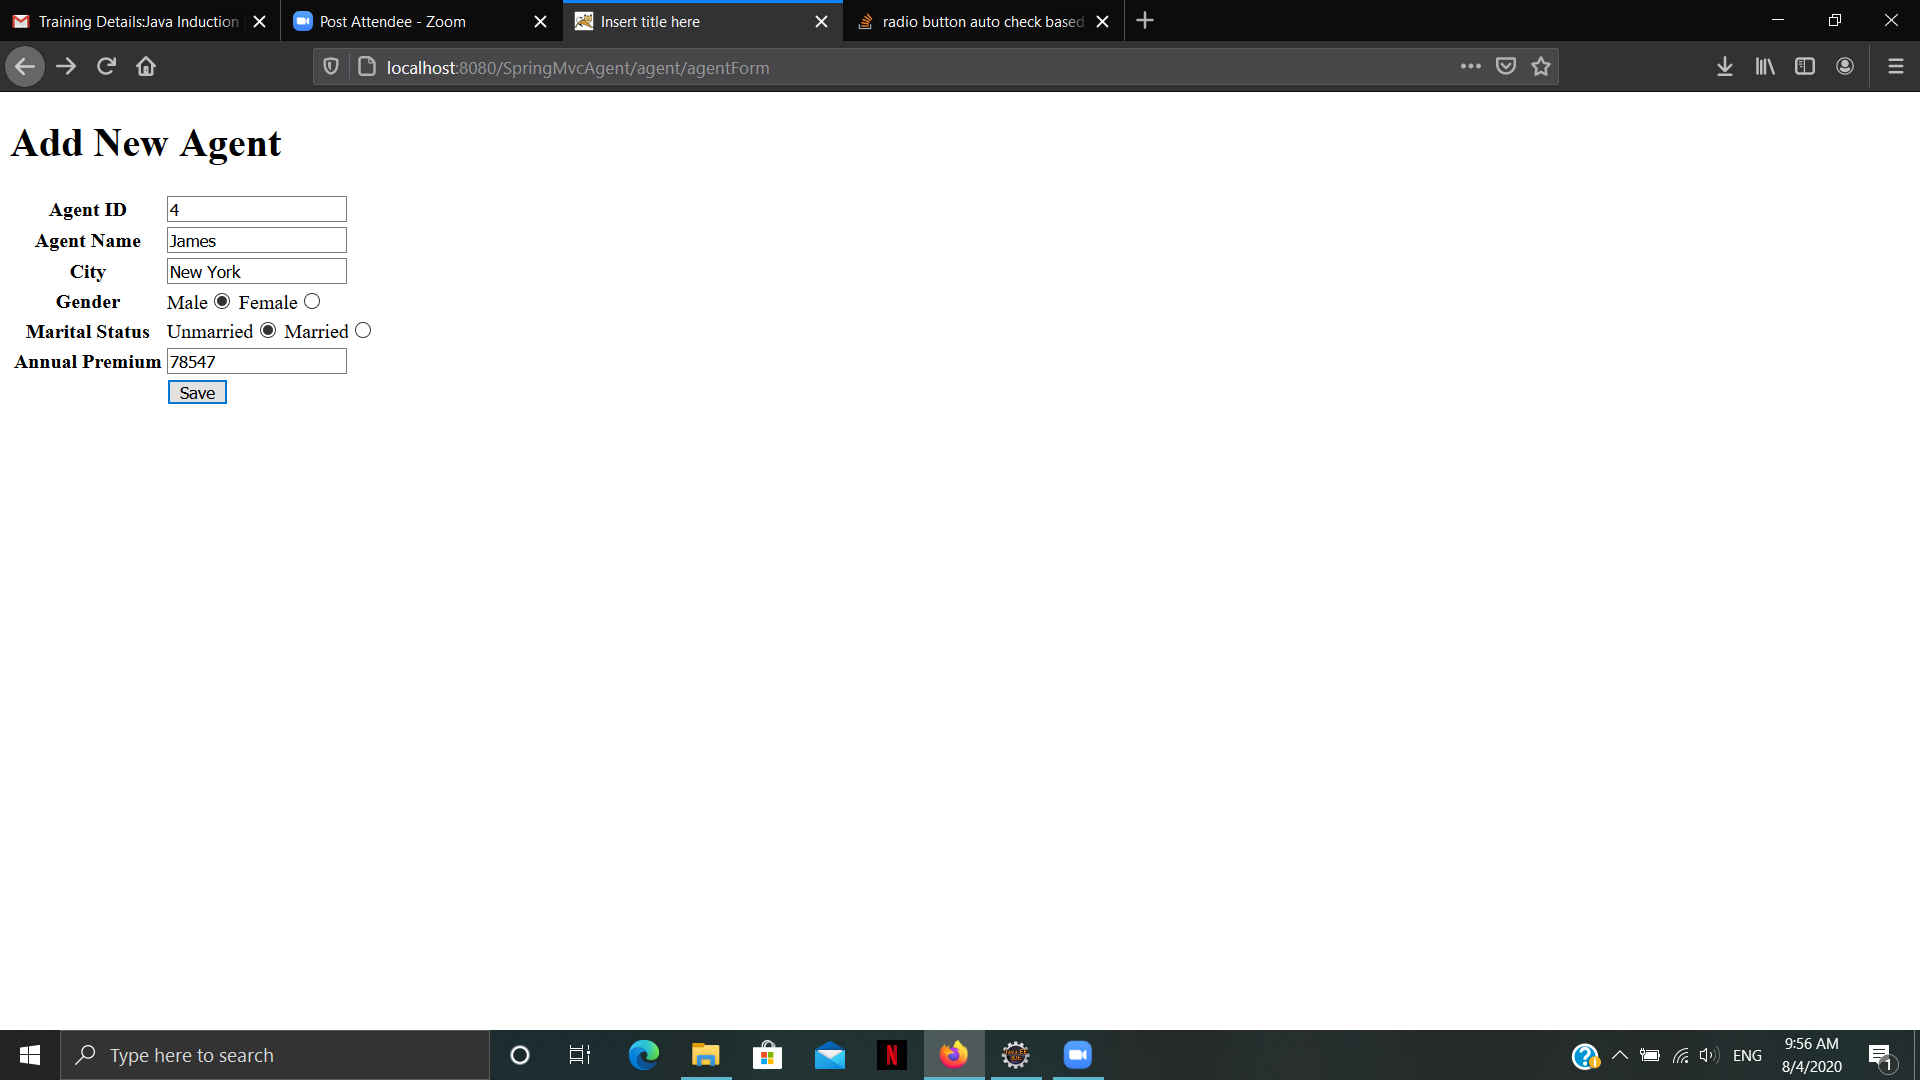 Training Details:Java Induction
Post Attendee - Zoom
Insert title here
radio button auto check based
localhost:8080/SpringMvcAgent/agent/agentForm
Add New Agent
Agent ID 4
Agent Name James
City New York
Gender Male Female
Marital Status Unmarried Married
Annual Premium 78547
Save
Type here to search
N
ENG
9:56 AM
8/4/2020
1